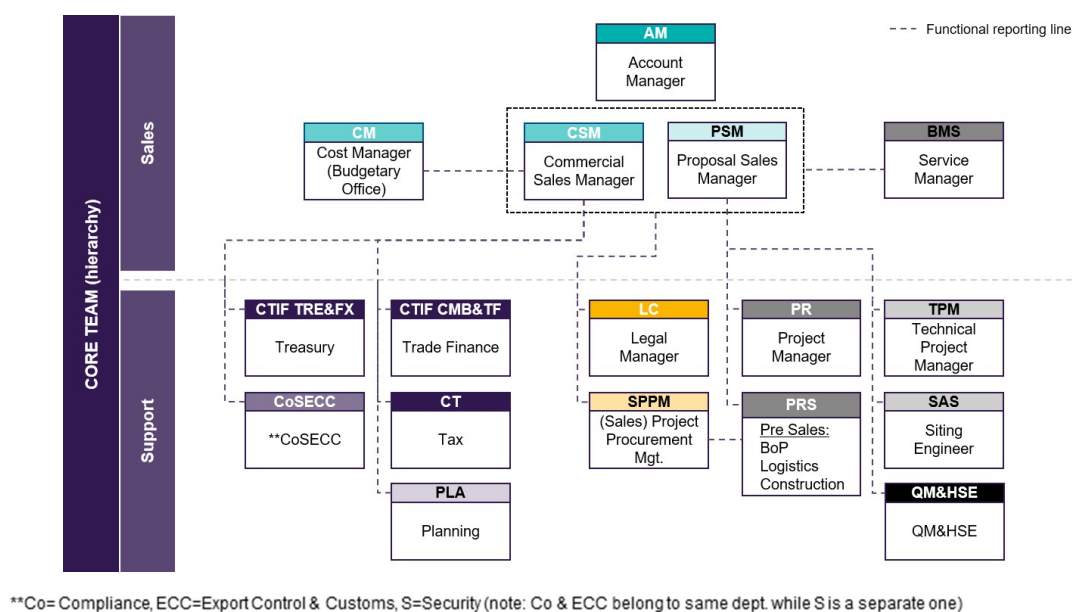 AM
Account
Manager
Functional reporting line
CORE TEAM (hierarchy)
Sales
CM
Cost Manager
(Budgetary
Office)
CSM
Commercial
Sales Manager
PSM
Proposal Sales
Manager
BMS
Service
Manager
Support
CTIF TRE&FX
Treasury
CTIF CMB&TF
Trade Finance
LC
Legal
Manager
PR
Project
Manager
TPM
Technical
Project
Manager
CoSECC
**CoSECC
CT
Tax
SPPM
(Sales) Project
Procurement
Mgt.
PRS
Pre Sales:
BoP
Logistics
Construction
SAS
Siting
Engineer
PLA
Planning
QM&HSE
QM&HSE
**Co= Compliance, ECC=Export Control & Customs, S=Security (note: Co & ECC belong to same dept. while S is a separate one)